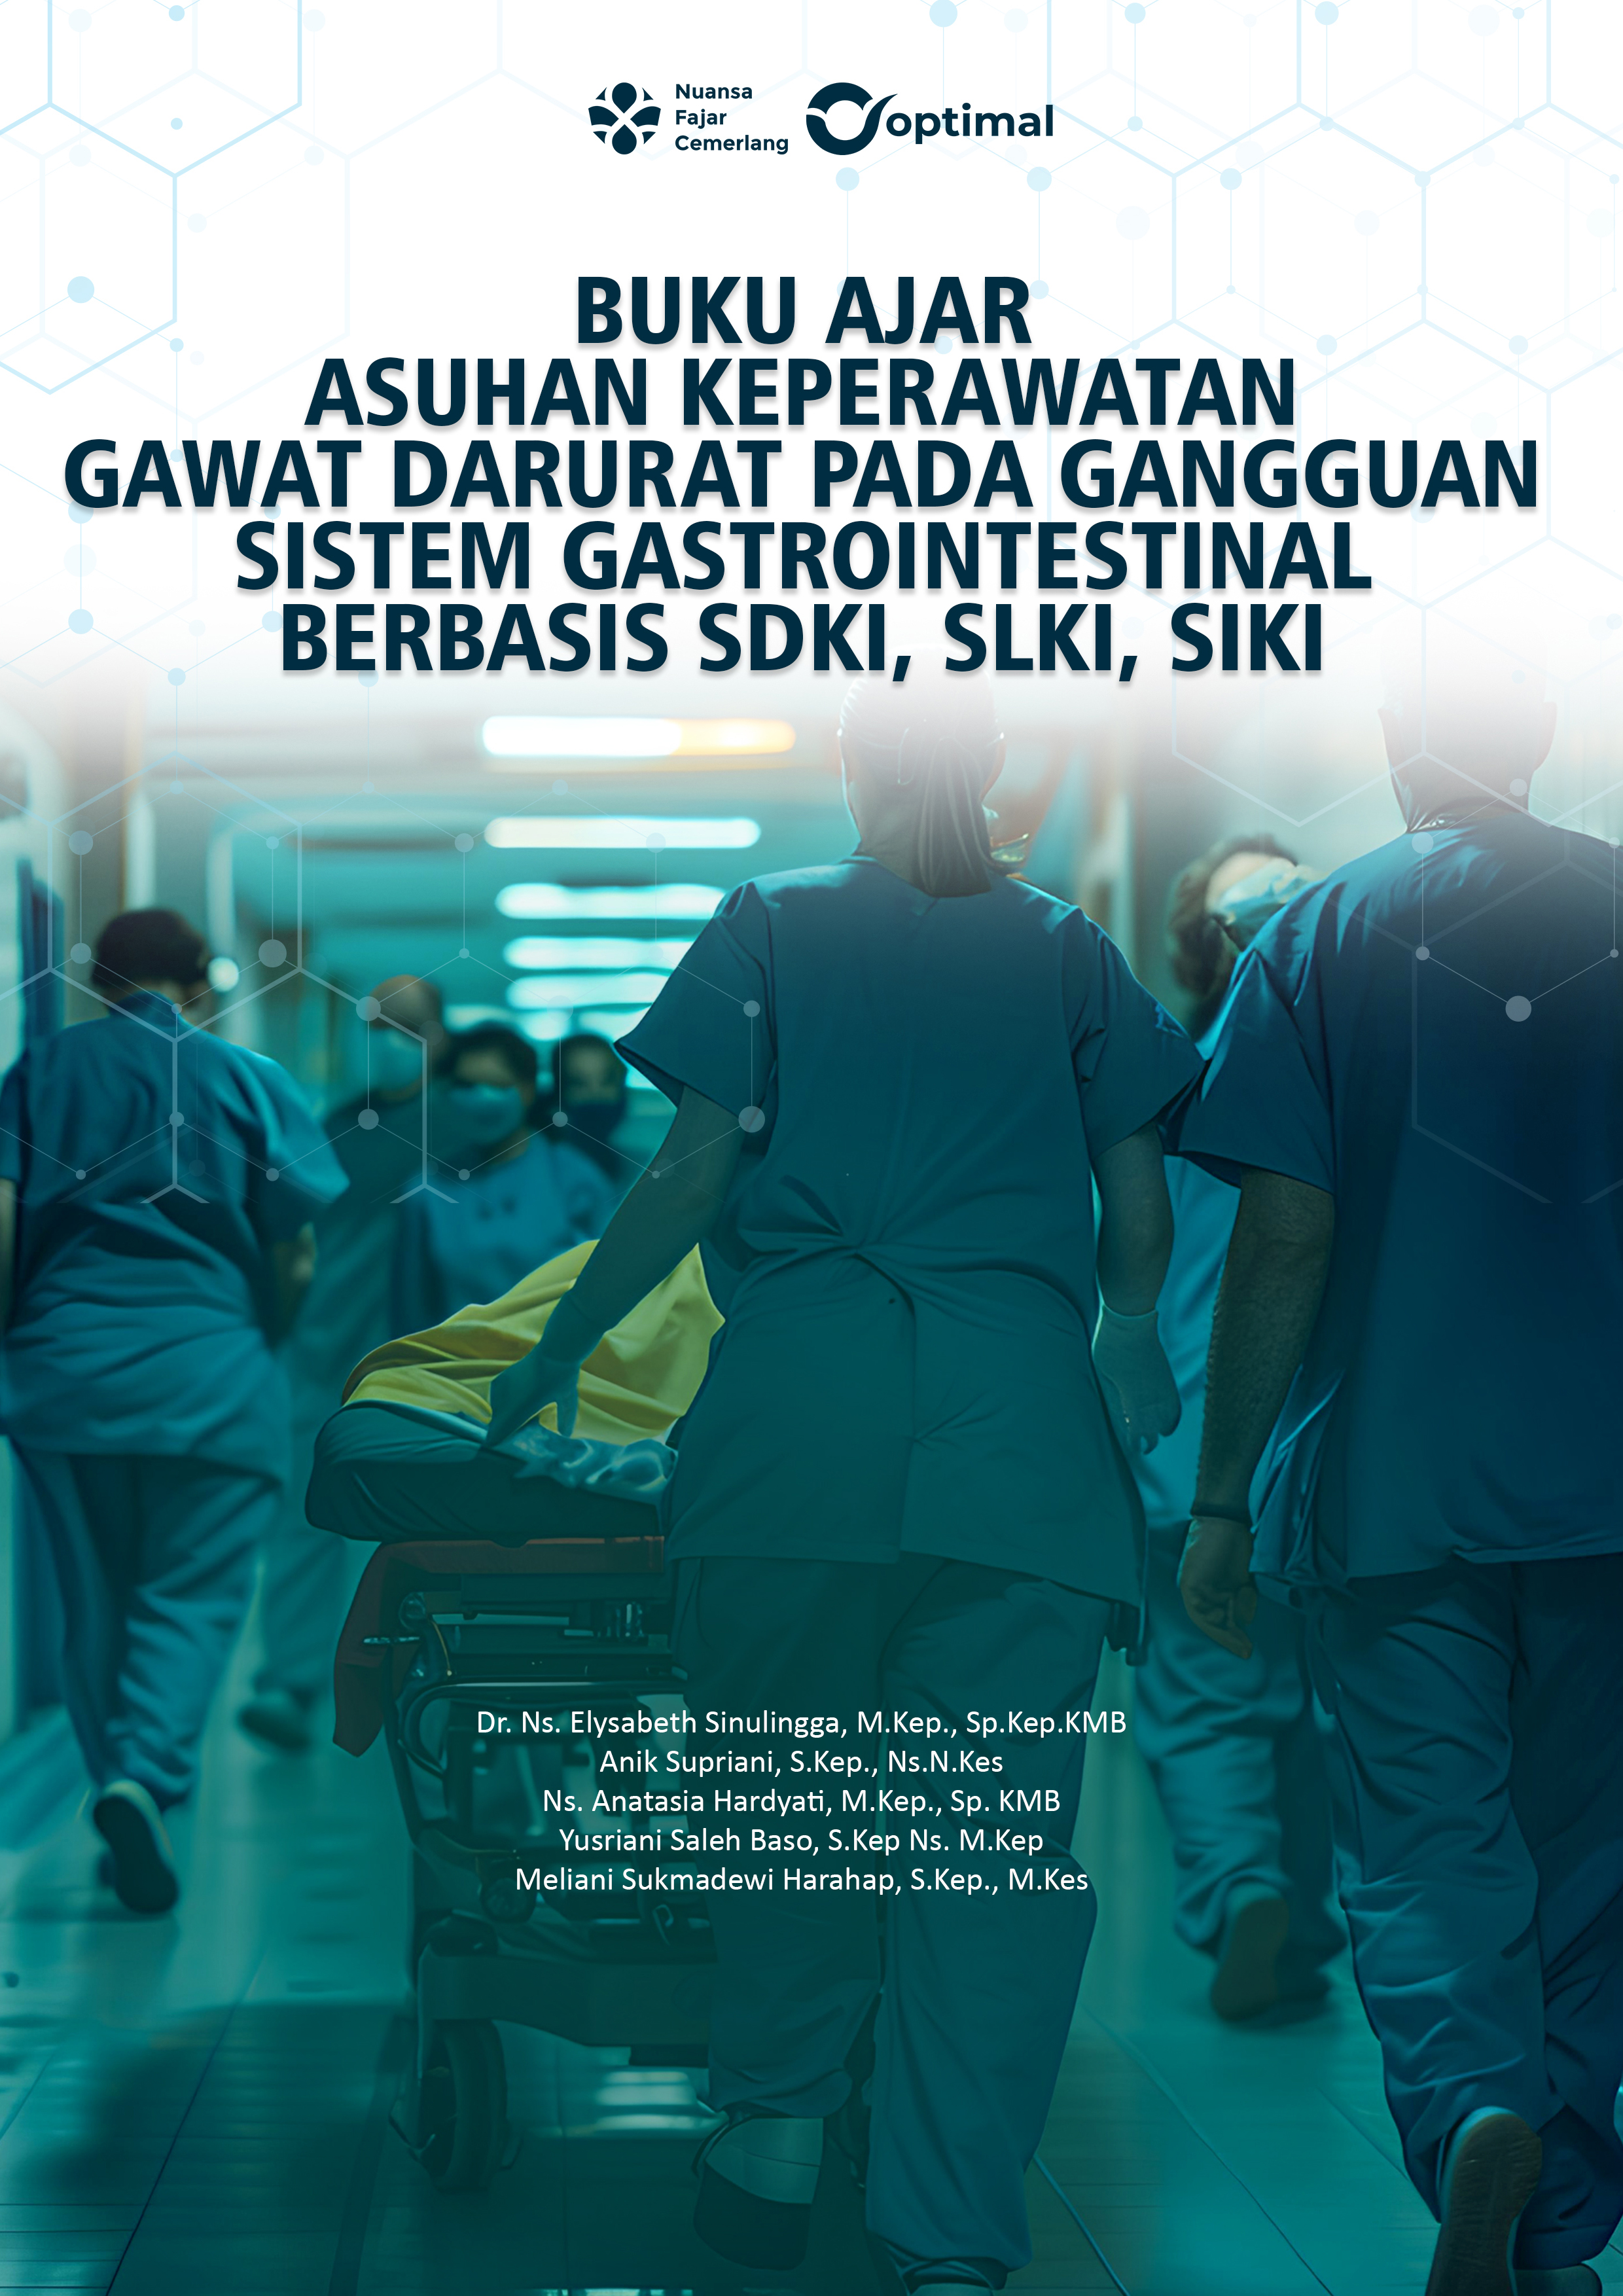 Nuansa
Fajar
Cemerlang
optimal
BUKU AJAR
ASUHAN KEPERAWATAN
GAWAT DARURAT PADA GANGGUAN
SISTEM GASTROINTESTINAL
BERBASIS SDKI, SLKI, SIKI
Dr. Ns. Elysabeth Sinulingga, M.Kep., Sp.Kep.KMB
Anik Supriani, S.Kep., Ns.N.Kes
Ns. Anatasia Hardyati, M.Kep., Sp. KMB
Yusriani Saleh Baso, S.Kep Ns. M.Kep
Meliani Sukmadewi Harahap, S.Kep., M.Kes